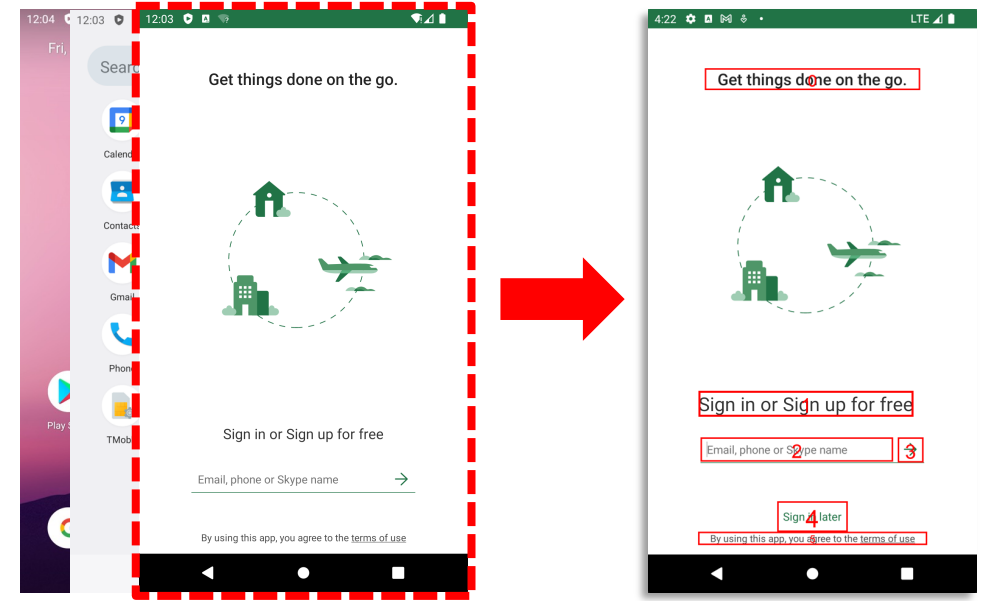 12:04
Fri,
Play S
12:03
Sear
9
Calend
Contacts
Gmail
Phon
TMob
12:03
Get things done on the go.
Sign in or Sign up for free
Email, phone or Skype name
By using this app, you agree to the terms of use
4:22
LTE
Get things done on the go.
0
Sign in or Sign up for free
1
Email, phone or Skype name
2
3
Sign in later
4
By using this app, you agree to the terms of use
5